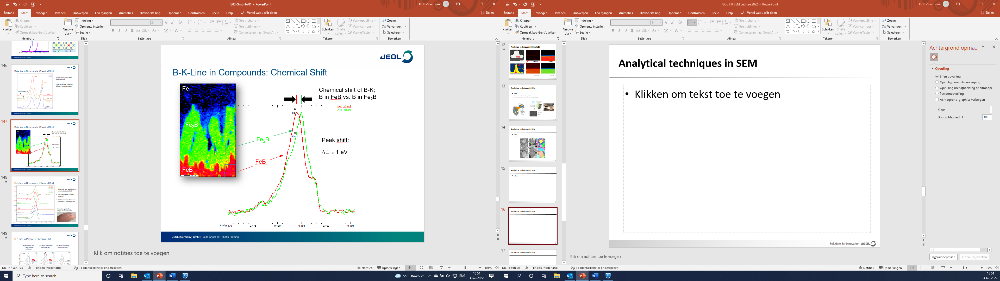 IT800-GmbH-AK - PowerPoint
JEOL Zaventem
JZ
Bestand Start Invoegen Tekenen Ontwerpen Overgangen Animaties Diavoorstelling Opnemen Controleren Beeld Help Vertel wat u wilt doen
Delen
Plakken
Knippen
Kopiëren
Opmaak kopiëren/plakken
Klembord
Nieuwe dia
Indeling
Opnieuw instellen
Sectie
Dia's
24
Lettertype
Tekstrichting
Tekst uitlijnen
Converteren naar SmartArt
Alinea
Schikken
Snelle stijlen
Vormopvulling
Vormcontour
Vormeffecten
Tekenen
Zoeken
Vervangen
Selecteren
Bewerken
146
B-K-Line in Compounds: Chemical Shift
147
B-K-Line in Compounds: Chemical Shift
148
C-K-Line in Compounds: Chemical Shift
149
C-K-Line in Polymers: Chemical Shift
JEOL
B-K-Line in Compounds: Chemical Shift
Fe
Fe2B
FeB
Chemical shift of B-K;
B in FeB vs. B in Fe2B
Ch5 JS200A
Ch5 JS200A
B
Ka 1
B
Ka 1
Fe2B
FeB
Peak shift:
ΔE ≈ 1 eV
keV 0.170 0.175 0.180 0.185 0.190 0.195
JEOL (Germany) GmbH · Gute Änger 30 · 85356 Freising
Klik om notities toe te voegen
Dia 147 van 173 Engels (Nederland) Toegankelijkheid: onderzoeken
Notities Opmerkingen 106%
Type here to search
5°C Bewolkt
ENG
15:54
4 Jan 2022
JEOL HR SEM Lecture 2022 - PowerPoint
JEOL Zaventem
JZ
Bestand Start Invoegen Tekenen Ontwerpen Overgangen Animaties Diavoorstelling Opnemen Controleren Beeld Help Vertel wat u wilt doen
Delen
Plakken
Knippen
Kopiëren
Opmaak kopiëren/plakken
Klembord
Nieuwe dia
Indeling
Opnieuw instellen
Sectie
Dia's
44
Lettertype
Tekstrichting
Tekst uitlijnen
Converteren naar SmartArt
Alinea
Schikken
Snelle stijlen
Vormopvulling
Vormcontour
Vormeffecten
Tekenen
Zoeken
Vervangen
Selecteren
Bewerken
12
Analytical techniques in SEM: WDS
13
Analytical techniques in SEM
• EBSD
14
Analytical techniques in SEM
• EBSD
15
Analytical techniques in SEM
• SXES
16
Analytical techniques in SEM
17
Analytical techniques in SEM
Analytical techniques in SEM
• Klikken om tekst toe te voegen
Solutions for Innovation JEOL
Klik om notities toe te voegen
Achtergrond opma...
Opvulling
Effen opvulling
Opvulling met kleurovergang
Opvulling met afbeelding of bitmappa
Patroonopvulling
Achtergrond-graphics verbergen
Kleur
Doorzichtigheid 0%
Overal toepassen Opnieuw instellen
Dia 16 van 20 Engels (Nederland) Toegankelijkheid: onderzoeken
Notities Opmerkingen 77%
15:54
4 Jan 2022